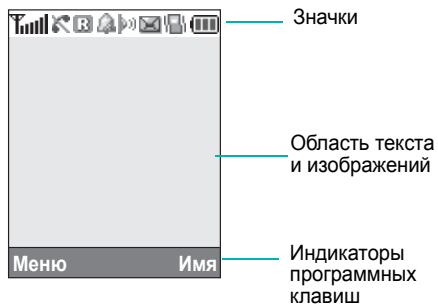 Значки
Область текста
и изображений
Меню Имя
Индикаторы
программных
клавиш